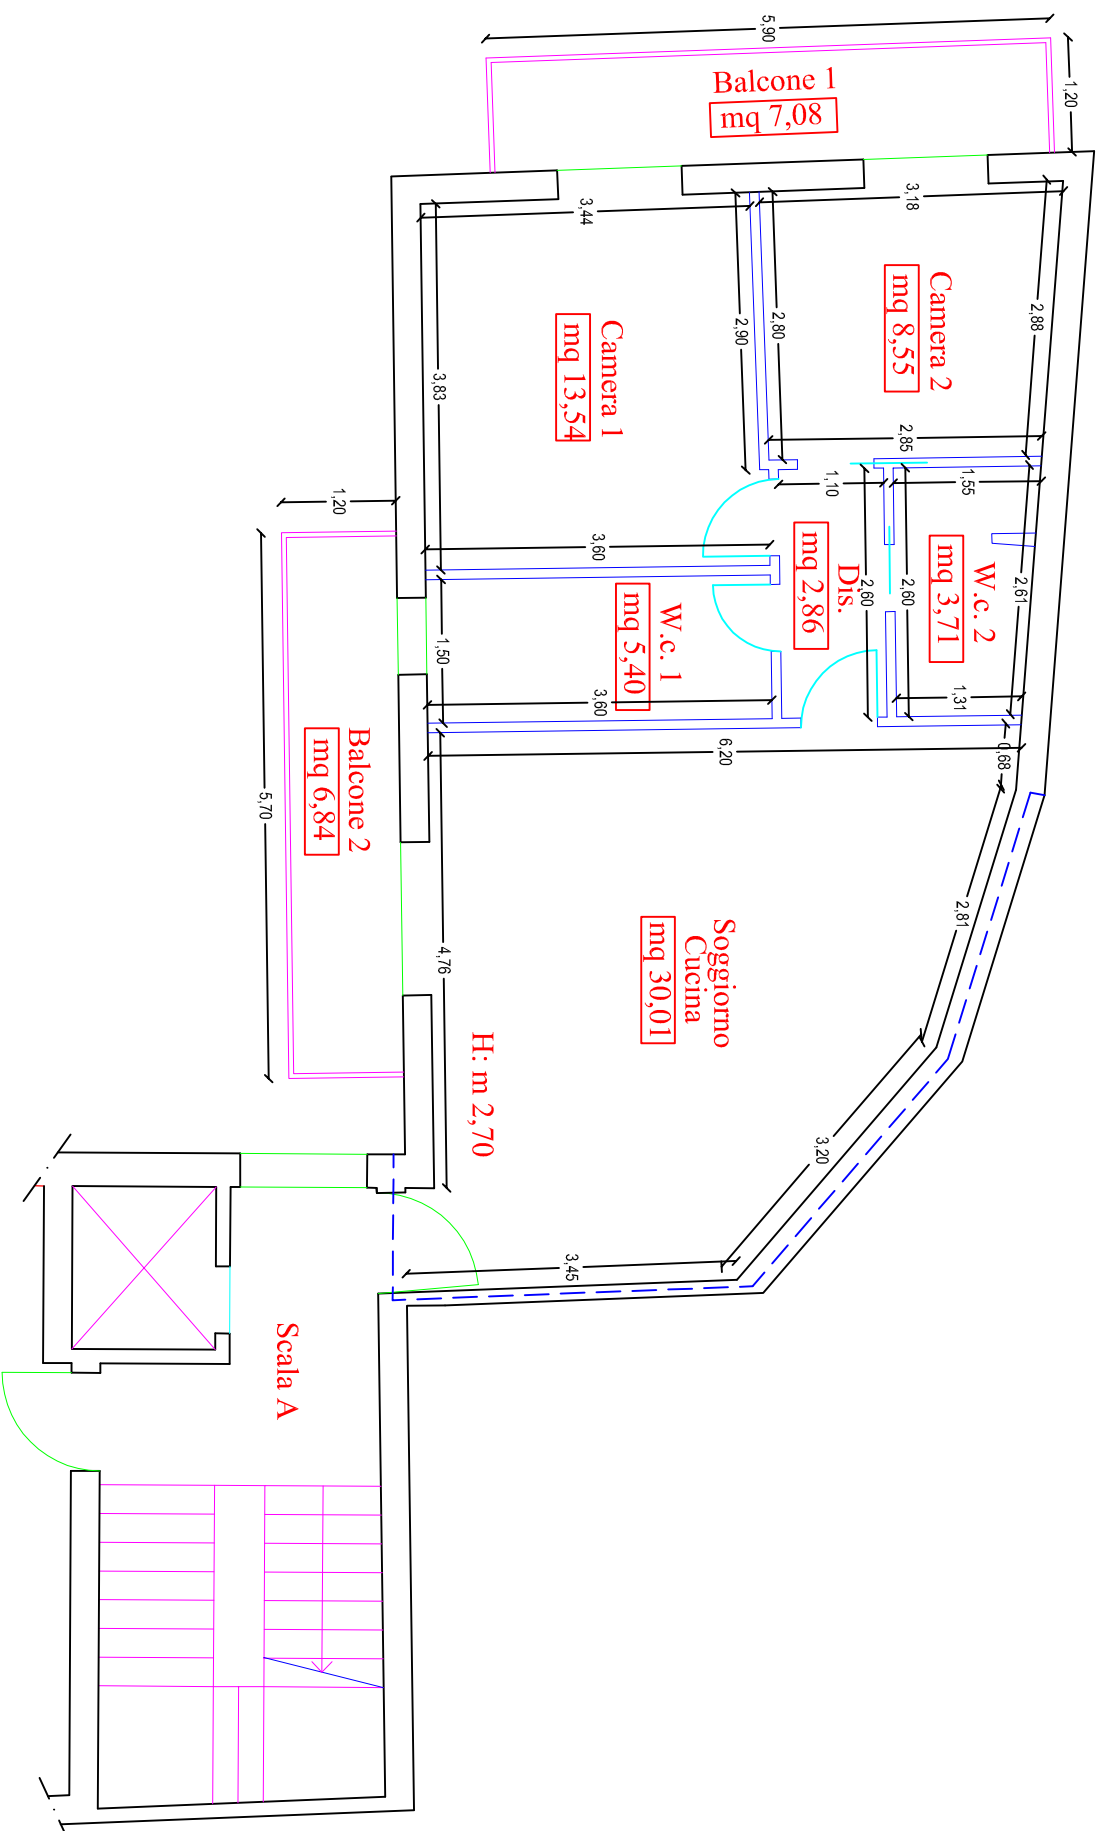 5,90
1,20
Balcone 1
mq 7,08
3,44
3,18
2,90
2,80
2,88
Camera 2
mq 8,55
Camera 1
mq 13,54
3,83
2,85
1,10
1,55
1,20
3,60
2,60
2,60
2,61
Dis.
mq 2,86
W.c. 2
mq 3,71
W.c. 1
mq 5,40
1,50
3,60
1,31
6,20
0,68
Balcone 2
mq 6,84
5,70
4,76
2,81
Soggiorno
Cucina
mq 30,01
H: m 2,70
3,20
3,45
Scala A